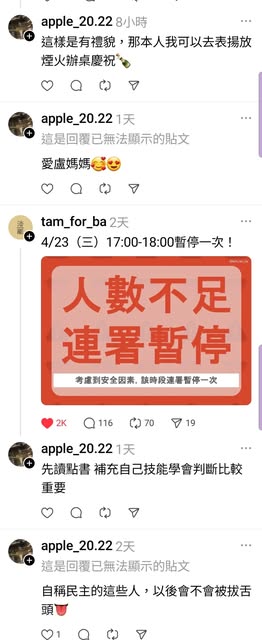 apple_20.22 8小時
這樣是有禮貌，那本人我可以去表揚放
煙火辦桌慶祝🍾
apple_20.22 1天
這是回覆已無法顯示的貼文
愛盧媽媽🥰😍
tam_for_ba 2天
4/23（三）17:00-18:00暫停一次！
人數不足
連署暫停
考慮到安全因素，該時段連署暫停一次
2K 116 70 19
apple_20.22 1天
先讀點書 補充自己技能學會判斷比較
重要
apple_20.22 2天
這是回覆已無法顯示的貼文
自稱民主的這些人，以後會不會被拔舌
頭👅
1